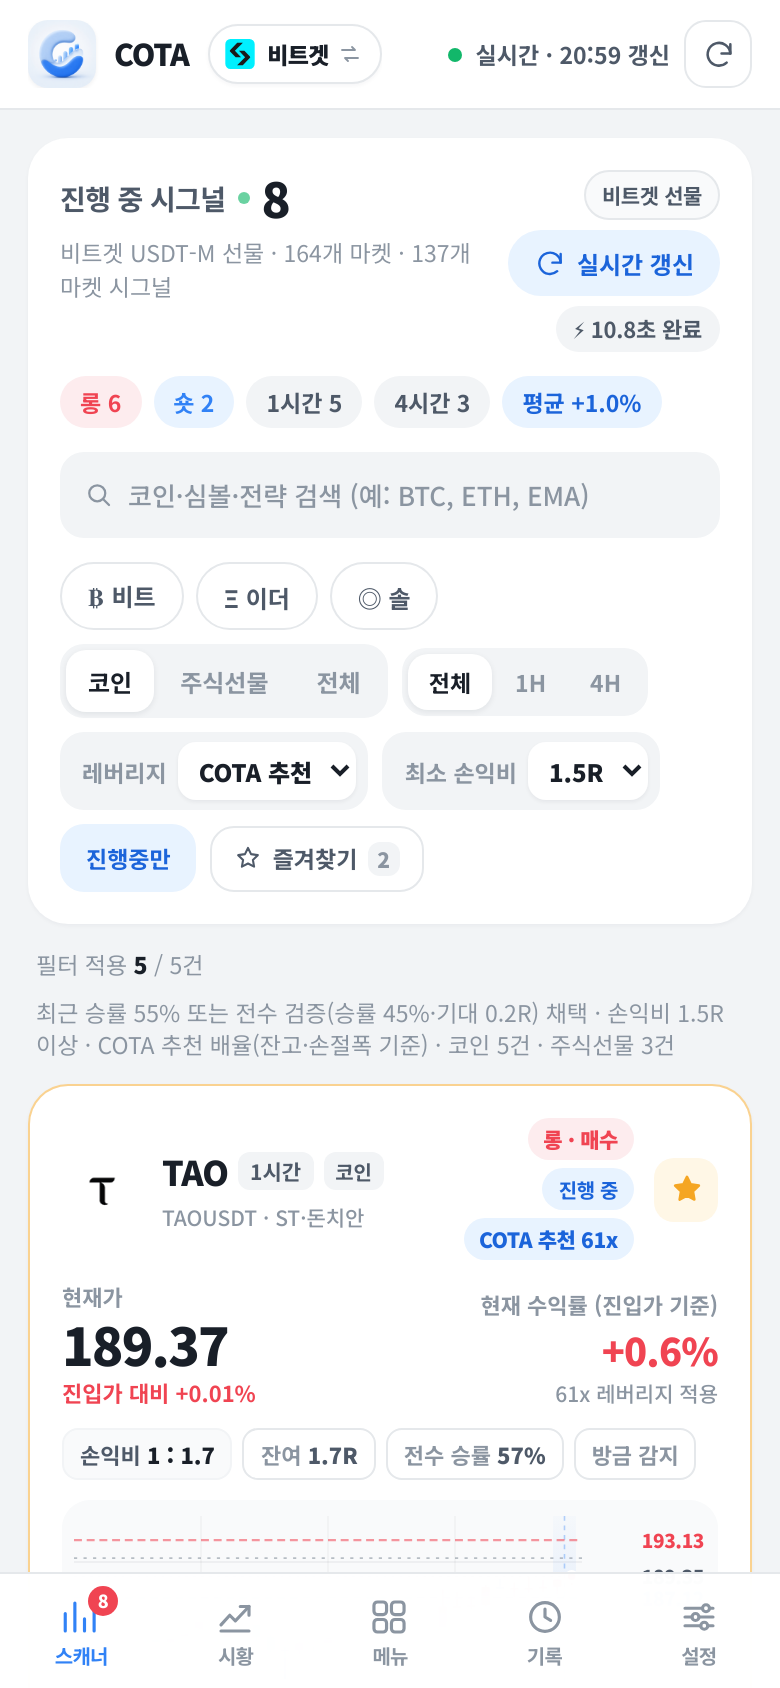 COTA 비트겟 실시간 · 20:59 갱신
진행 중 시그널 8
비트겟 선물
비트겟 USDT-M 선물 · 164개 마켓 · 137개
마켓 시그널
실시간 갱신
⚡ 10.8초 완료
롱 6 숏 2 1시간 5 4시간 3 평균 +1.0%
코인·심볼·전략 검색 (예: BTC, ETH, EMA)
₿ 비트 Ξ 이더 ◎ 솔
코인 주식선물 전체 전체 1H 4H
레버리지 COTA 추천 최소 손익비 1.5R
진행중만 즐겨찾기 2
필터 적용 5 / 5건
최근 승률 55% 또는 전수 검증(승률 45%·기대 0.2R) 채택 · 손익비 1.5R
이상 · COTA 추천 배율(잔고·손절폭 기준) · 코인 5건 · 주식선물 3건
롱 · 매수
TAO 1시간 코인
진행 중
TAOUSDT · ST·돈치안
COTA 추천 61x
현재가
현재 수익률 (진입가 기준)
189.37
+0.6%
진입가 대비 +0.01%
61x 레버리지 적용
손익비 1 : 1.7 잔여 1.7R 전수 승률 57% 방금 감지
193.13
8
스캐너 시황 메뉴 기록 설정